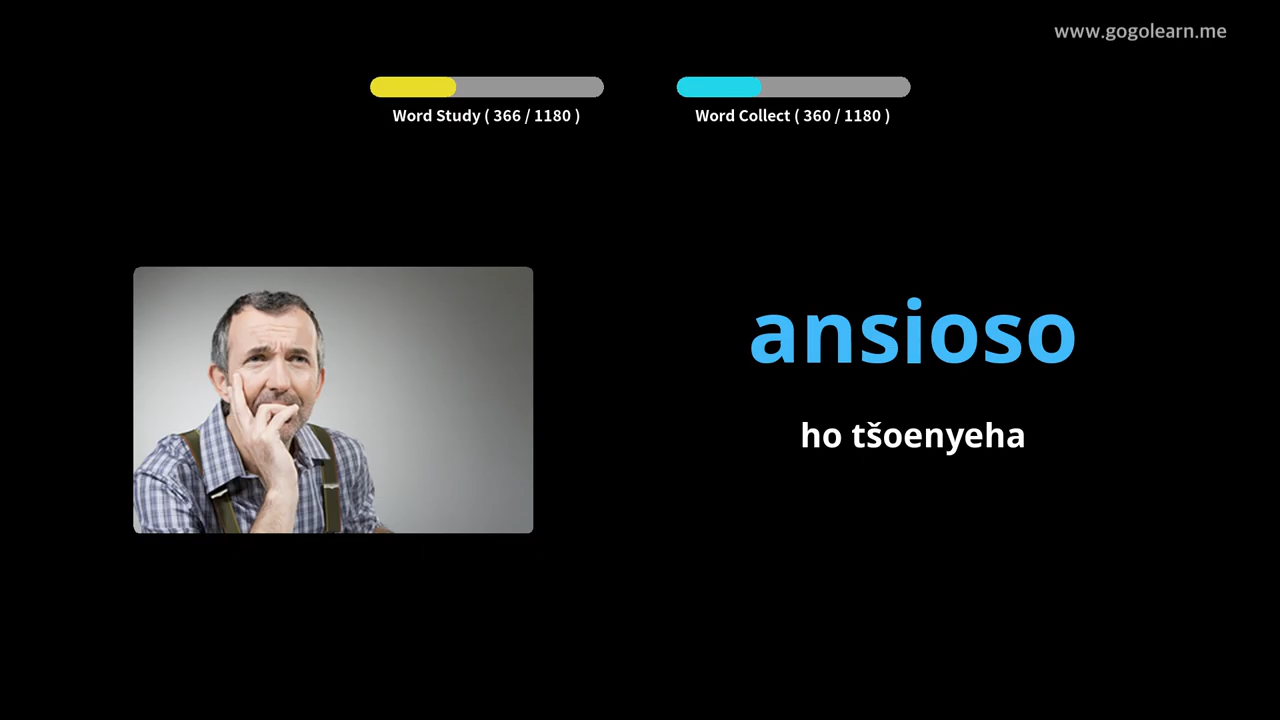 www.gogolearn.me
Word Study ( 366 / 1180 )
Word Collect ( 360 / 1180 )
ansioso
ho tšoenyeha